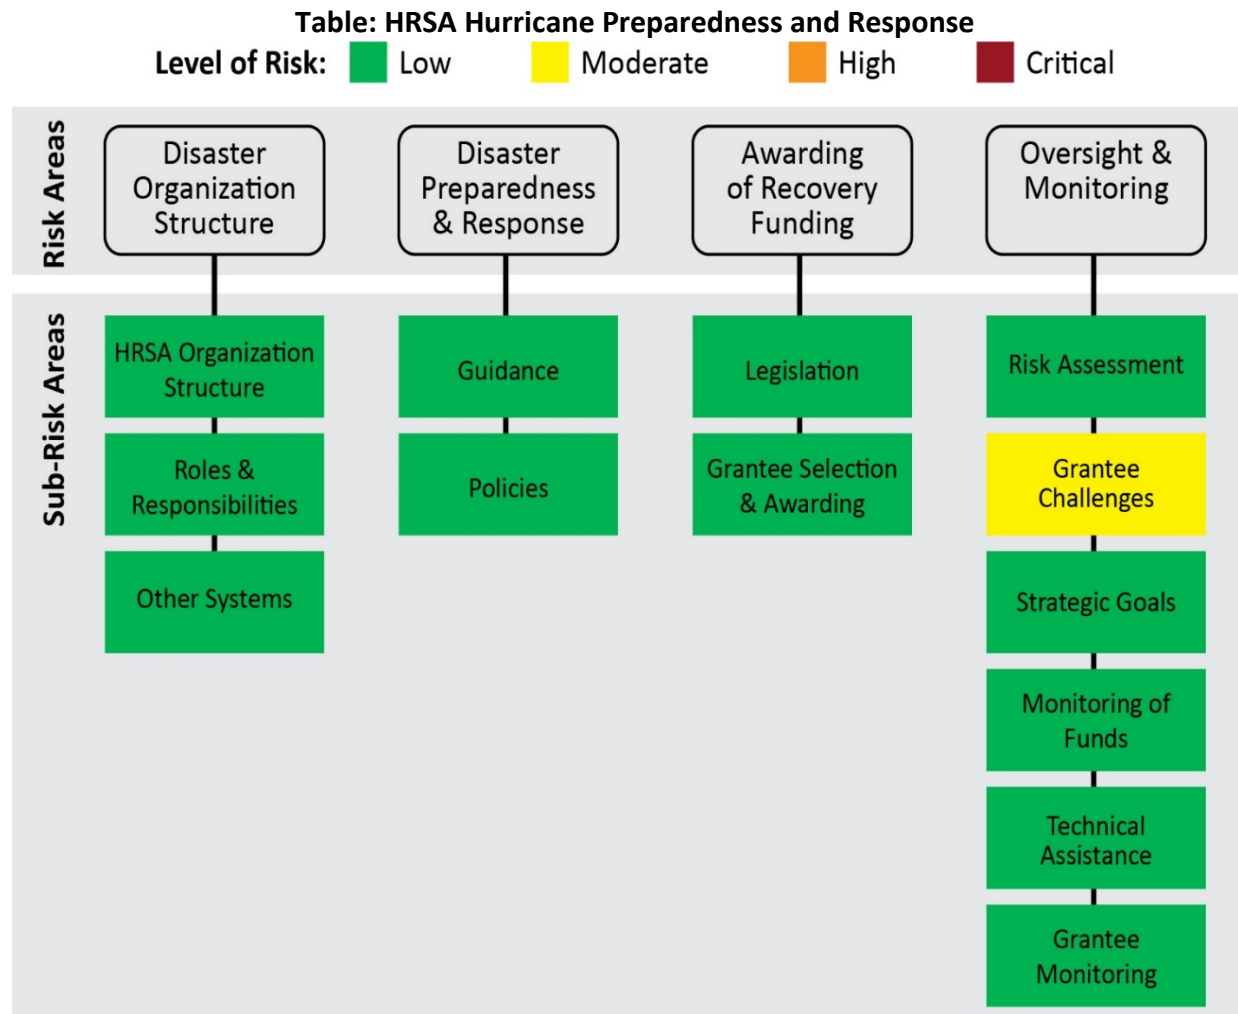 Table: HRSA Hurricane Preparedness and Response
Level of Risk: Low Moderate High Critical
Risk Areas
Disaster
Organization
Structure
Disaster
Preparedness
& Response
Awarding
of Recovery
Funding
Oversight &
Monitoring
Sub-Risk Areas
HRSA Organization
Structure
Roles &
Responsibilities
Other Systems
Guidance
Policies
Legislation
Grantee Selection
& Awarding
Risk Assessment
Grantee
Challenges
Strategic Goals
Monitoring of
Funds
Technical
Assistance
Grantee
Monitoring